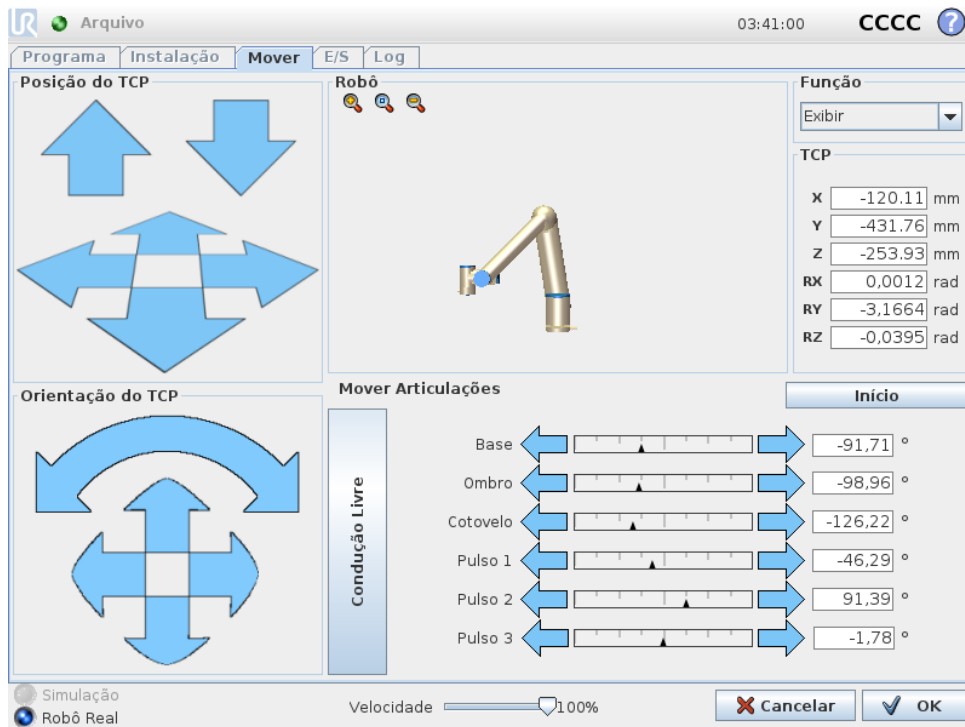 UR Arquivo 03:41:00 CCCC ?
Programa Instalação Mover E/S Log
Posição do TCP
Robô
Função
Exibir
TCP
X -120.11 mm
Y -431.76 mm
Z -253.93 mm
RX 0,0012 rad
RY -3,1664 rad
RZ -0,0395 rad
Orientação do TCP
Mover Articulações
Início
Condução Livre
Base -91,71 º
Ombro -98,96 º
Cotovelo -126,22 º
Pulso 1 -46,29 º
Pulso 2 91,39 º
Pulso 3 -1,78 º
Simulação
Robô Real
Velocidade 100%
Cancelar
OK